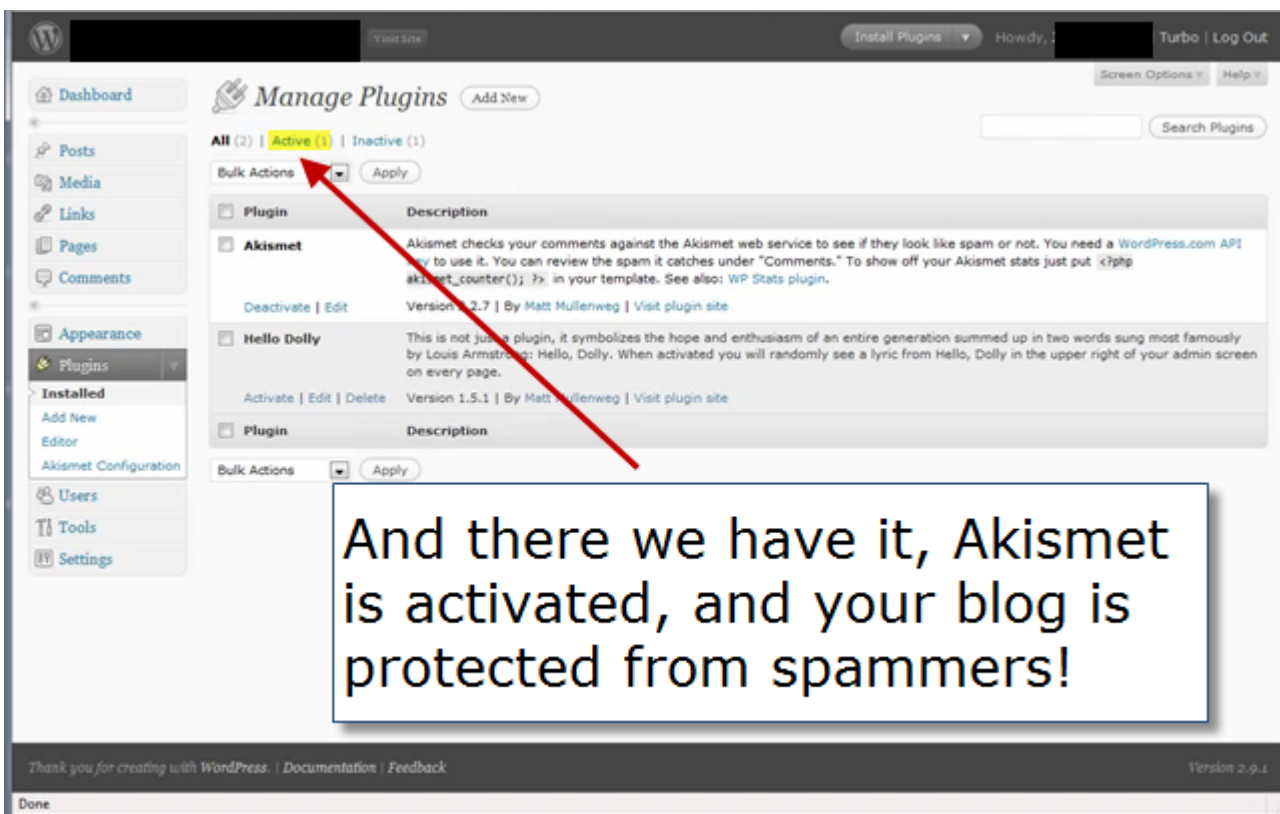 Visit Site
Install Plugins
Howdy,
Turbo | Log Out
Screen Options
Help
Dashboard
Posts
Media
Links
Pages
Comments
Appearance
Plugins
Installed
Add New
Editor
Akismet Configuration
Users
Tools
Settings
Manage Plugins Add New
All (2) | Active (1) | Inactive (1)
Search Plugins
Bulk Actions Apply
Plugin Description
Akismet
Akismet checks your comments against the Akismet web service to see if they look like spam or not. You need a WordPress.com API
to use it. You can review the spam it catches under "Comments." To show off your Akismet stats just put <?php
akismet_counter(); ?> in your template. See also: WP Stats plugin.
Deactivate | Edit
Version 2.2.7 | By Matt Mullenweg | Visit plugin site
Hello Dolly
This is not just a plugin, it symbolizes the hope and enthusiasm of an entire generation summed up in two words sung most famously
by Louis Armstrong: Hello, Dolly. When activated you will randomly see a lyric from Hello, Dolly in the upper right of your admin screen
on every page.
Activate | Edit | Delete
Version 1.5.1 | By Matt Mullenweg | Visit plugin site
Plugin Description
Bulk Actions Apply
And there we have it, Akismet
is activated, and your blog is
protected from spammers!
Thank you for creating with WordPress. | Documentation | Feedback
Version 2.9.1
Done